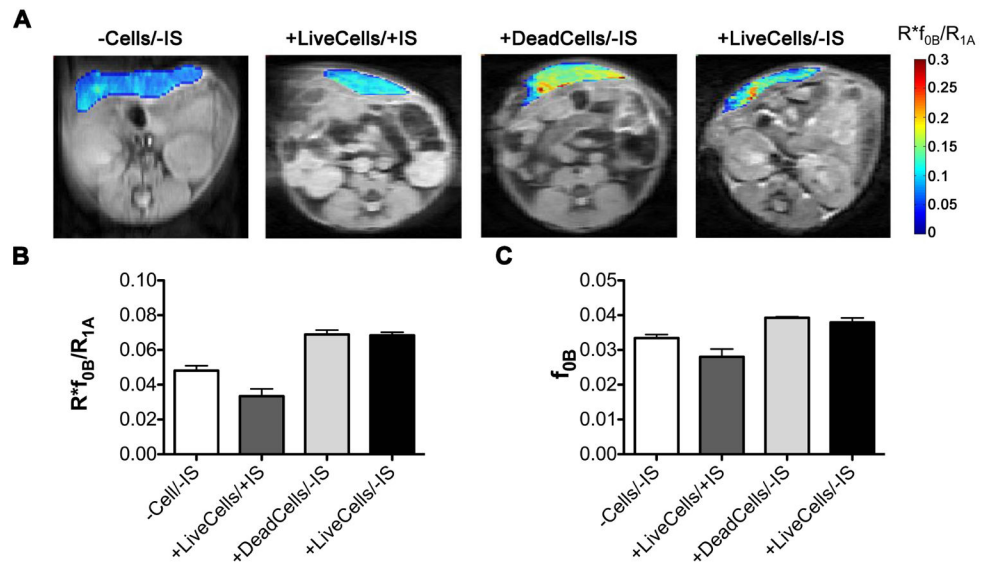 A
-Cells/-IS
+LiveCells/+IS
+DeadCells/-IS
+LiveCells/-IS
R*f0B/R1A
0.3
0.25
0.2
0.15
0.1
0.05
0
B
R*f0B/R1A
0.10
0.08
0.06
0.04
0.02
0.00
-Cell/-IS
+LiveCells/+IS
+DeadCells/-IS
+LiveCells/-IS
C
f0B
0.05
0.04
0.03
0.02
0.01
0.00
-Cells/-IS
+LiveCells/+IS
+DeadCells/-IS
+LiveCells/-IS